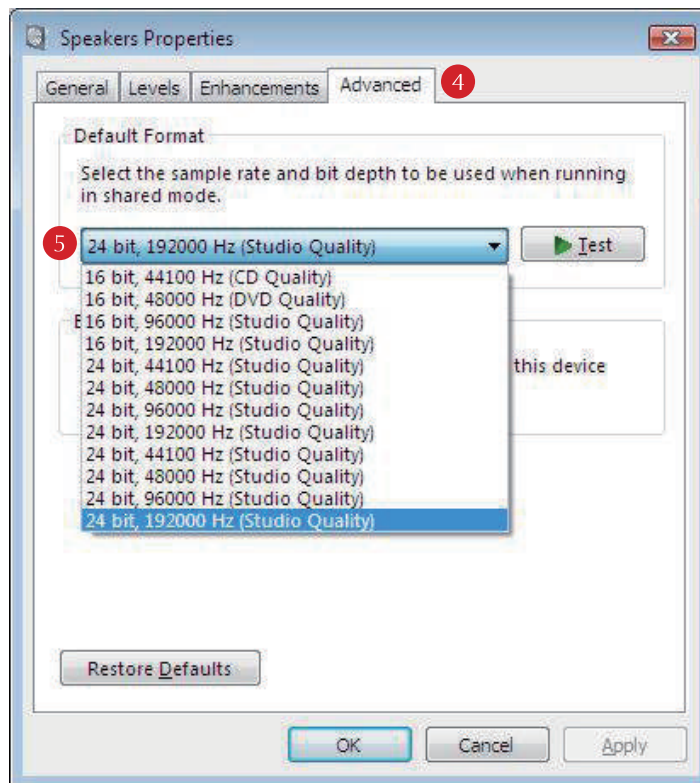 Speakers Properties
General Levels Enhancements Advanced 4
Default Format
Select the sample rate and bit depth to be used when running
in shared mode.
5 24 bit, 192000 Hz (Studio Quality) Test
16 bit, 44100 Hz (CD Quality)
16 bit, 48000 Hz (DVD Quality)
E 16 bit, 96000 Hz (Studio Quality)
16 bit, 192000 Hz (Studio Quality)
24 bit, 44100 Hz (Studio Quality) this device
24 bit, 48000 Hz (Studio Quality)
24 bit, 96000 Hz (Studio Quality)
24 bit, 192000 Hz (Studio Quality)
24 bit, 44100 Hz (Studio Quality)
24 bit, 48000 Hz (Studio Quality)
24 bit, 96000 Hz (Studio Quality)
24 bit, 192000 Hz (Studio Quality)
Restore Defaults
OK Cancel Apply